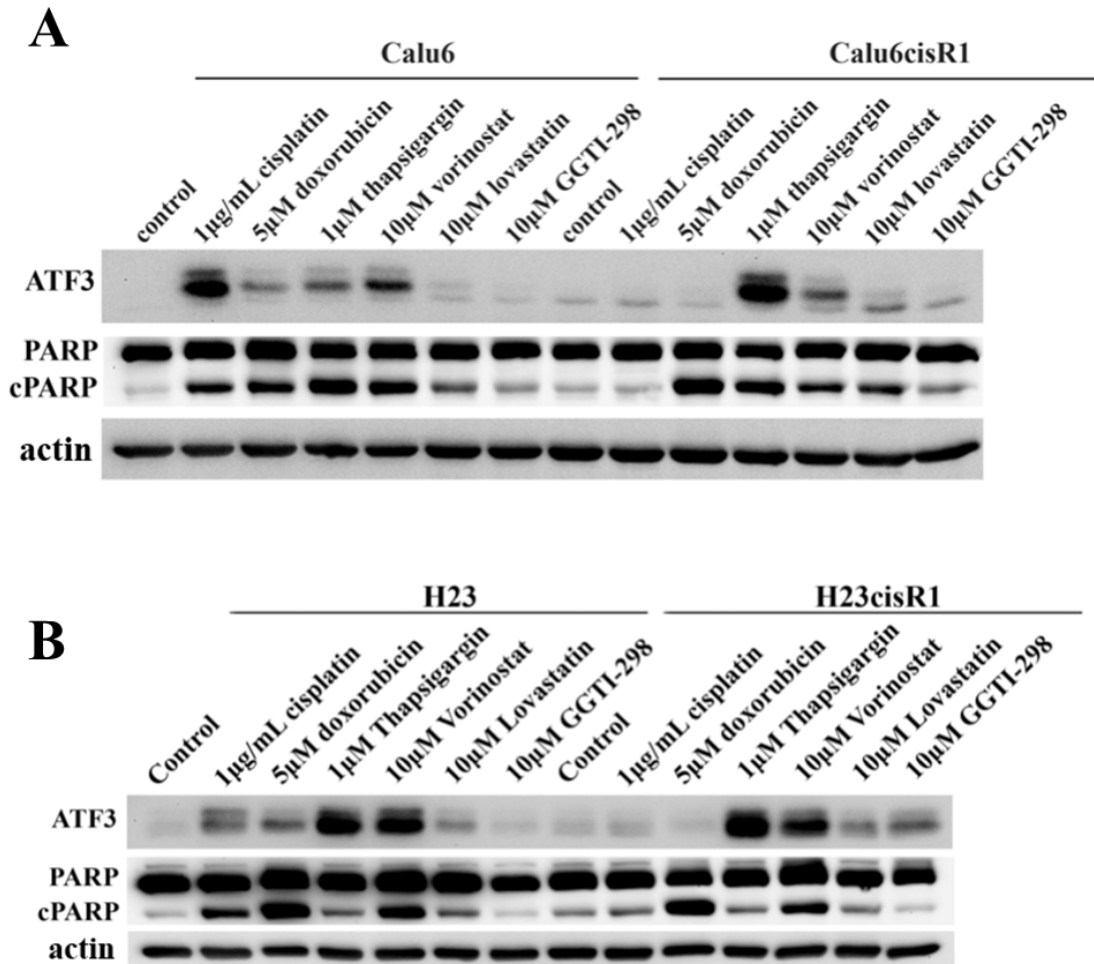 A
Calu6 Calu6cisR1
control 1µg/mL cisplatin 5µM doxorubicin 1µM thapsigargin 10µM vorinostat 10µM lovastatin 10µM GGTI-298 control 1µg/mL cisplatin 5µM doxorubicin 1µM thapsigargin 10µM vorinostat 10µM lovastatin 10µM GGTI-298
ATF3
PARP
cPARP
actin
H23 H23cisR1
B
Control 1µg/mL cisplatin 5µM doxorubicin 1µM Thapsigargin 10µM Vorinostat 10µM Lovastatin 10µM GGTI-298 Control 1µg/mL cisplatin 5µM doxorubicin 1µM Thapsigargin 10µM Vorinostat 10µM Lovastatin 10µM GGTI-298
ATF3
PARP
cPARP
actin